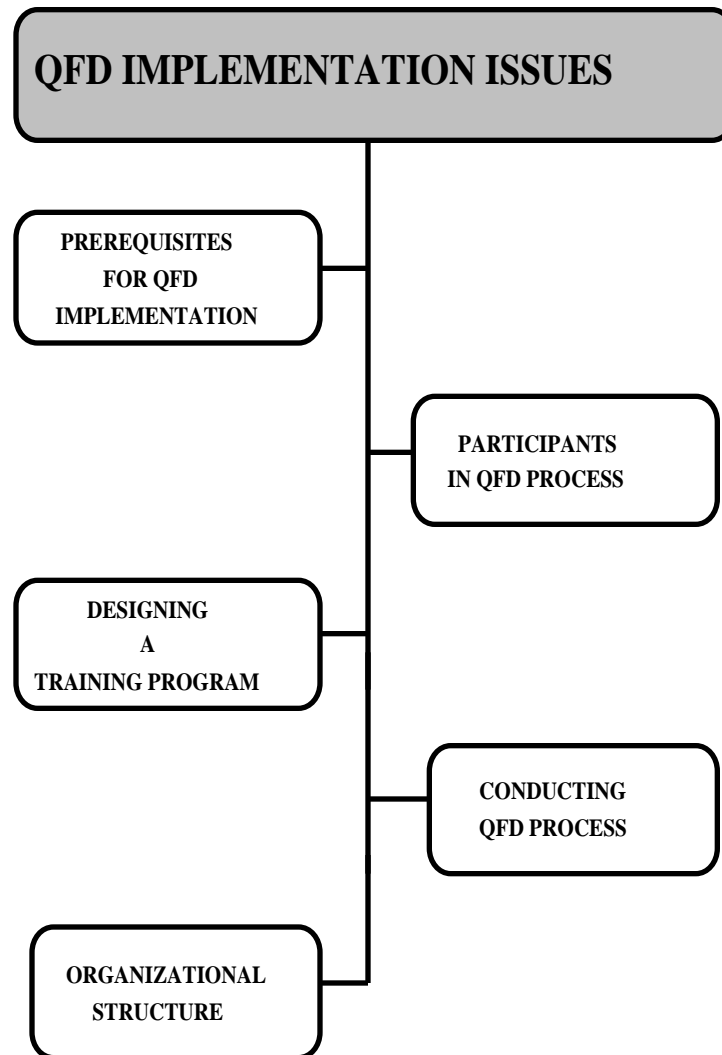 QFD IMPLEMENTATION ISSUES
PREREQUISITES
FOR QFD
IMPLEMENTATION
PARTICIPANTS
IN QFD PROCESS
DESIGNING
A
TRAINING PROGRAM
CONDUCTING
QFD PROCESS
ORGANIZATIONAL
STRUCTURE